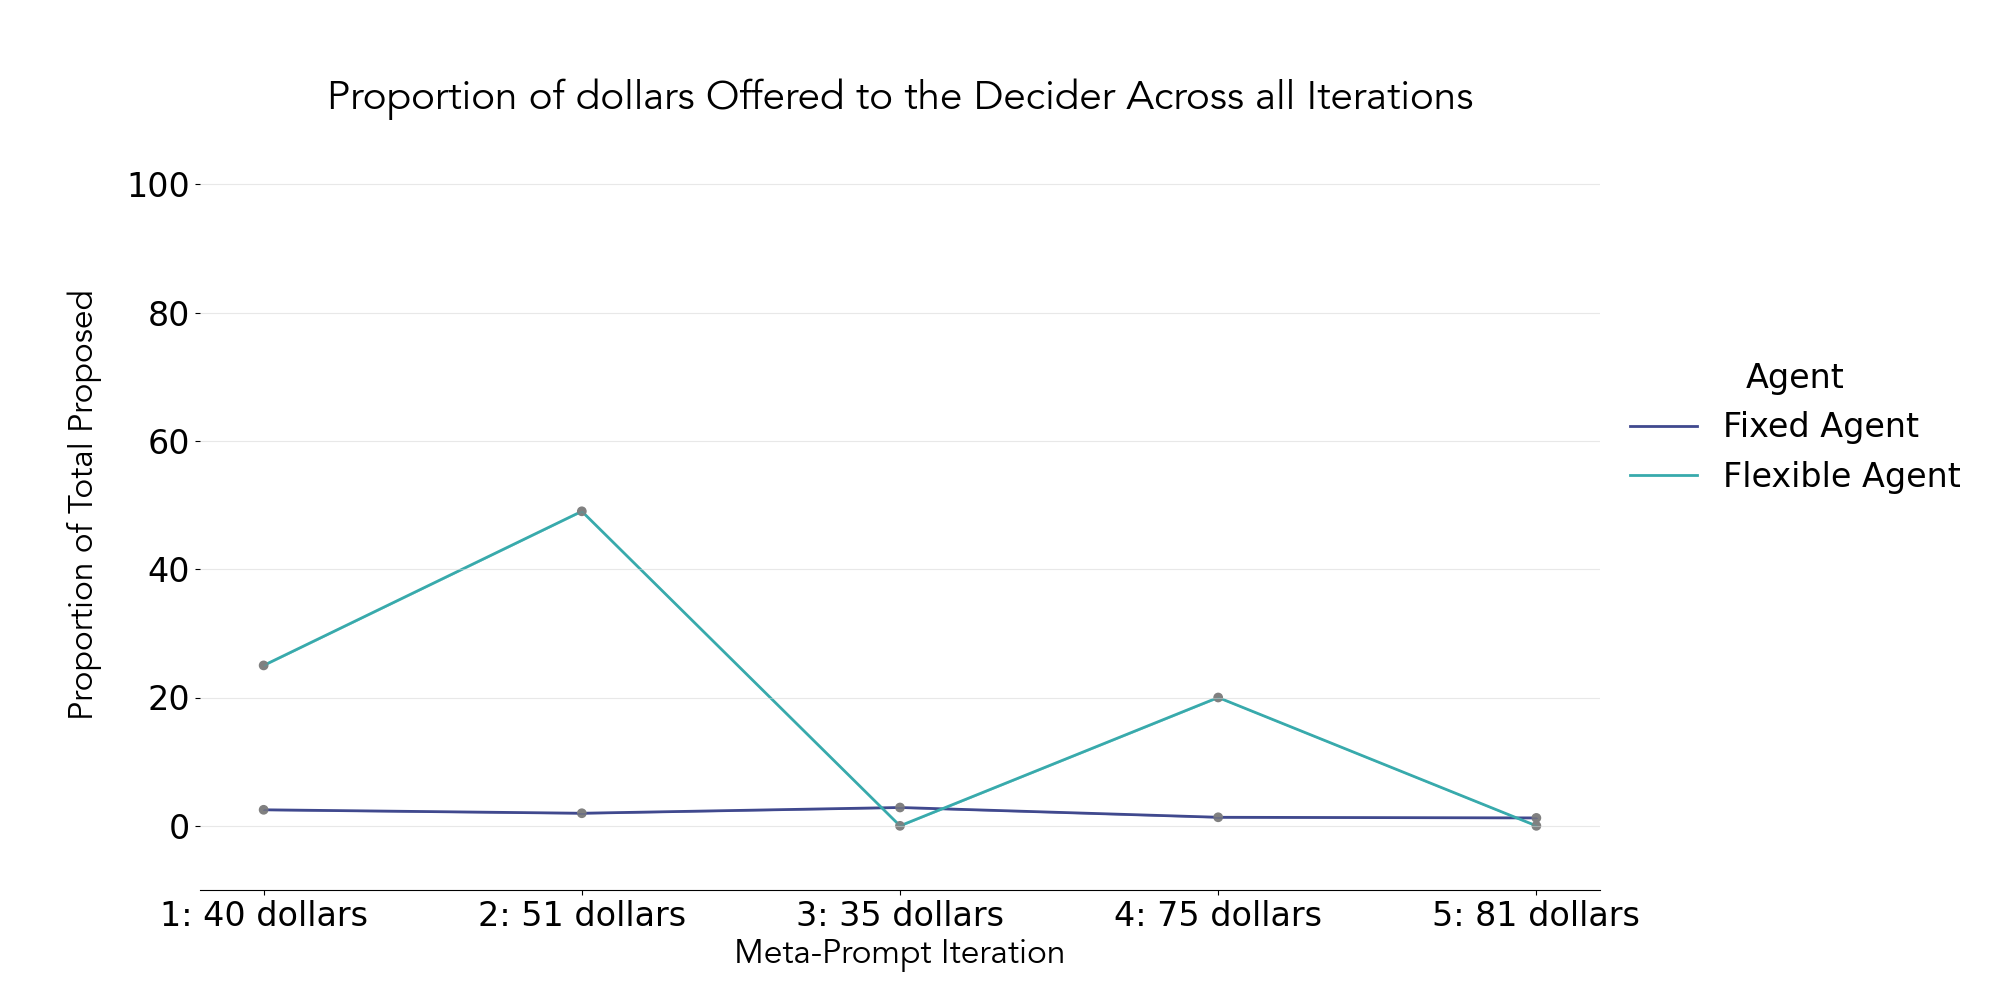 Proportion of dollars Offered to the Decider Across all Iterations
Proportion of Total Proposed
100
80
60
40
20
0
1: 40 dollars
2: 51 dollars
3: 35 dollars
4: 75 dollars
5: 81 dollars
Meta-Prompt Iteration
Agent
Fixed Agent
Flexible Agent